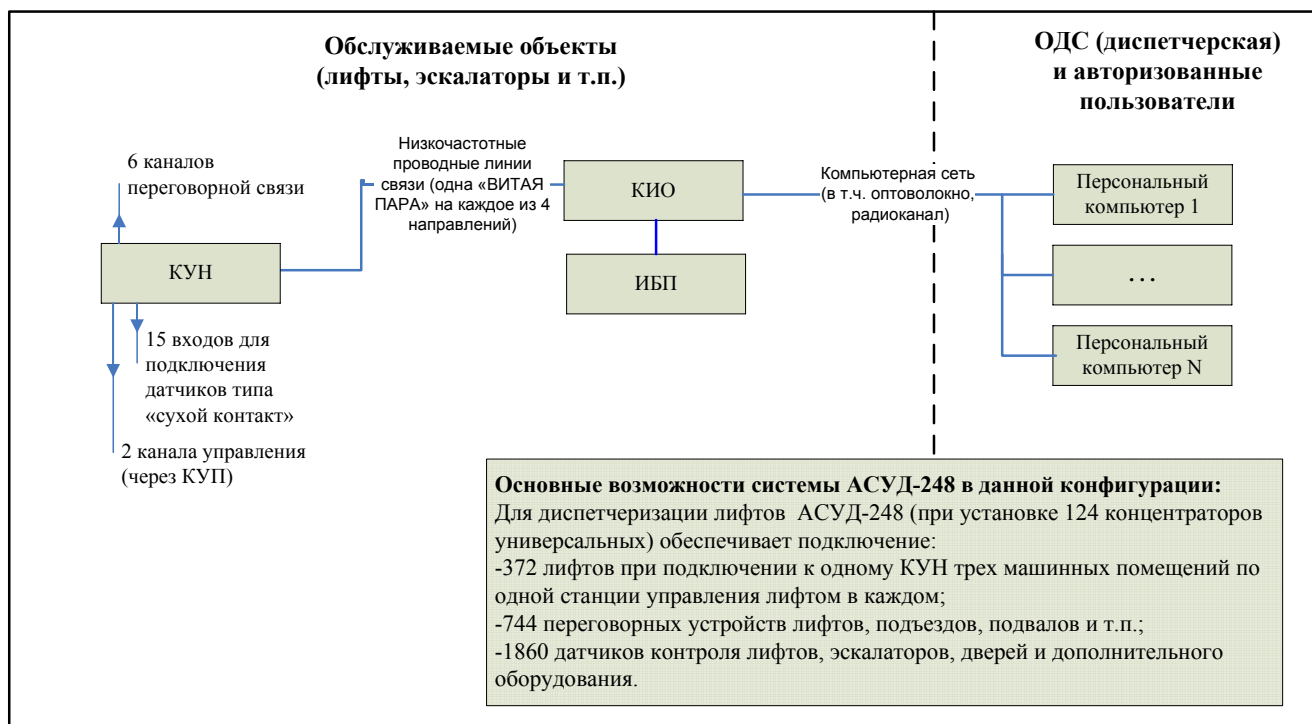 Обслуживаемые объекты
(лифты, эскалаторы и т.п.)
ОДС (диспетчерская)
и авторизованные
пользователи
6 каналов
переговорной связи
Низкочастотные
проводные линии
связи (одна «ВИТАЯ
ПАРА» на каждое из 4
направлений)
КИО
Компьютерная сеть
(в т.ч. оптоволокно,
радиоканал)
Персональный
компьютер 1
КУН
ИБП
...
15 входов для
подключения
датчиков типа
«сухой контакт»
Персональный
компьютер N
2 канала управления
(через КУП)
Основные возможности системы АСУД-248 в данной конфигурации:
Для диспетчеризации лифтов АСУД-248 (при установке 124 концентраторов
универсальных) обеспечивает подключение:
-372 лифтов при подключении к одному КУН трех машинных помещений по
одной станции управления лифтом в каждом;
-744 переговорных устройств лифтов, подъездов, подвалов и т.п.;
-1860 датчиков контроля лифтов, эскалаторов, дверей и дополнительного
оборудования.